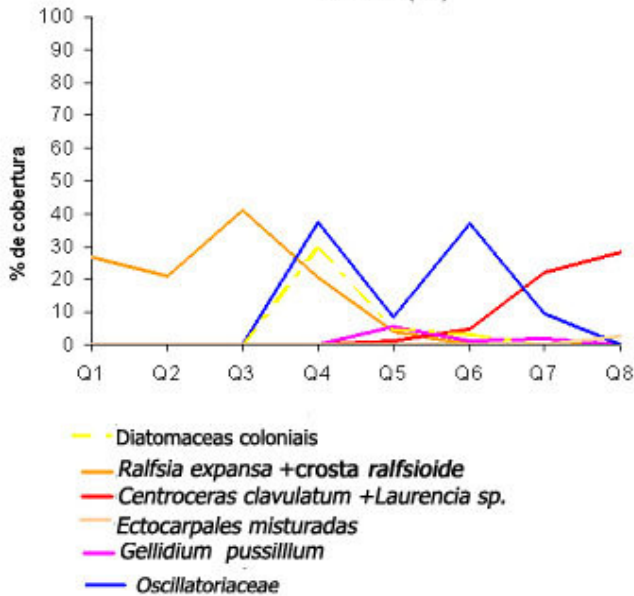 100
90
80
70
60
50
40
30
20
10
0
% de cobertura
Q1 Q2 Q3 Q4 Q5 Q6 Q7 Q8
Diatomaceas coloniais
Ralfsia expansa +crosta ralfsioide
Centroceras clavulatum +Laurencia sp.
Ectocarpales misturadas
Gellidium pussilllum
Oscillatoriaceae